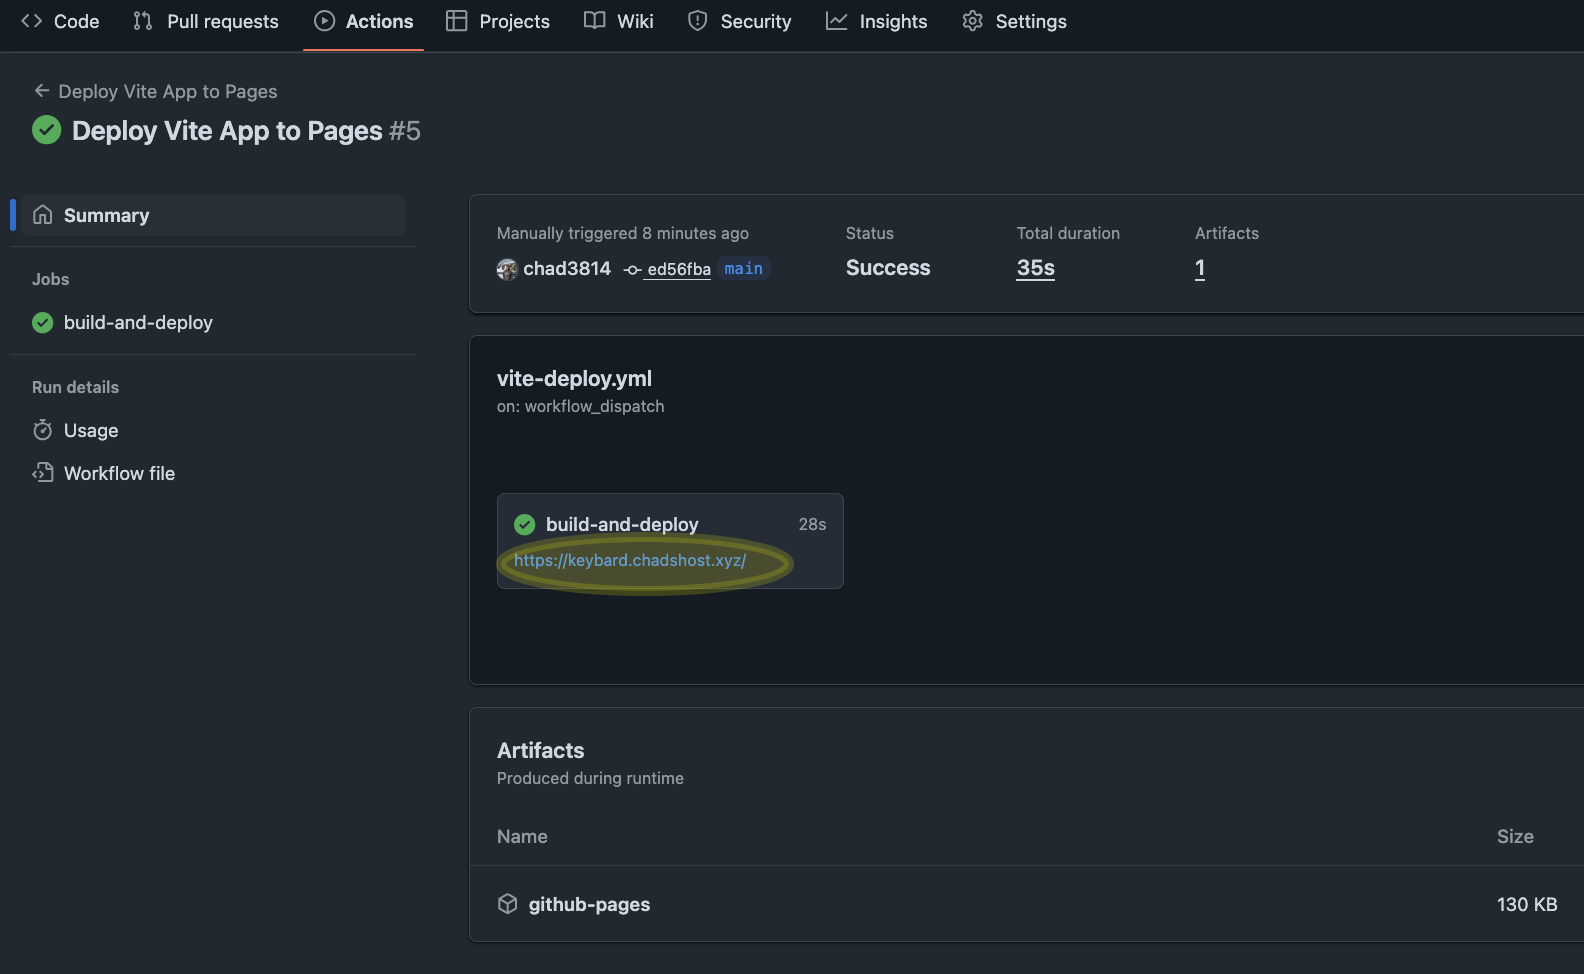 Code Pull requests Actions Projects Wiki Security Insights Settings
Deploy Vite App to Pages
Deploy Vite App to Pages #5
Summary
Jobs
build-and-deploy
Run details
Usage
Workflow file
Manually triggered 8 minutes ago
chad3814 ed56fba main
Status
Success
Total duration
35s
Artifacts
1
vite-deploy.yml
on: workflow_dispatch
build-and-deploy 28s
https://keybard.chadshost.xyz/
Artifacts
Produced during runtime
Name Size
github-pages 130 KB